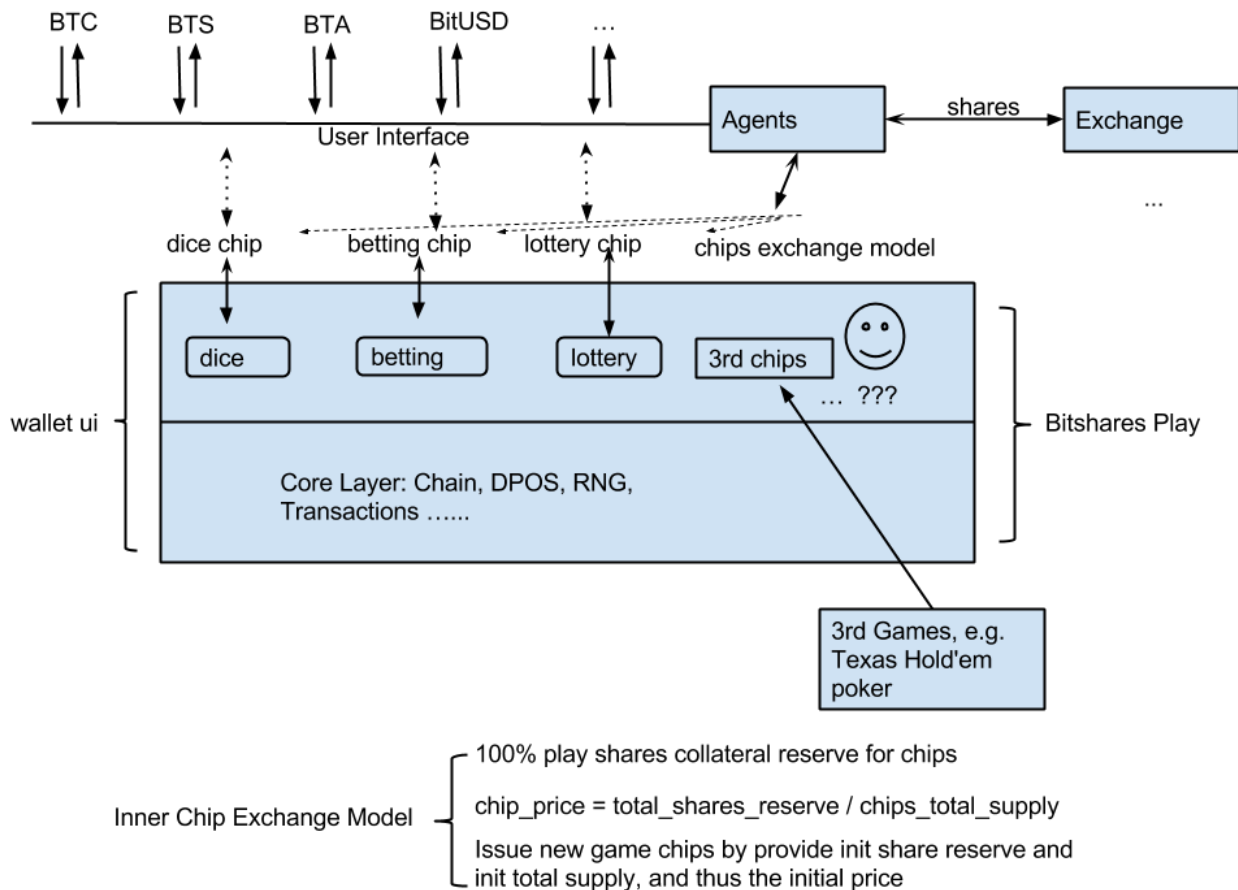 BTC
BTS
BTA
BitUSD
...
User Interface
Agents
shares
Exchange
...
dice chip
betting chip
lottery chip
chips exchange model
dice
betting
lottery
3rd chips
... ???
wallet ui
Bitshares Play
Core Layer: Chain, DPOS, RNG,
Transactions …...
3rd Games, e.g.
Texas Hold'em
poker
Inner Chip Exchange Model
100% play shares collateral reserve for chips
chip_price = total_shares_reserve / chips_total_supply
Issue new game chips by provide init share reserve and
init total supply, and thus the initial price